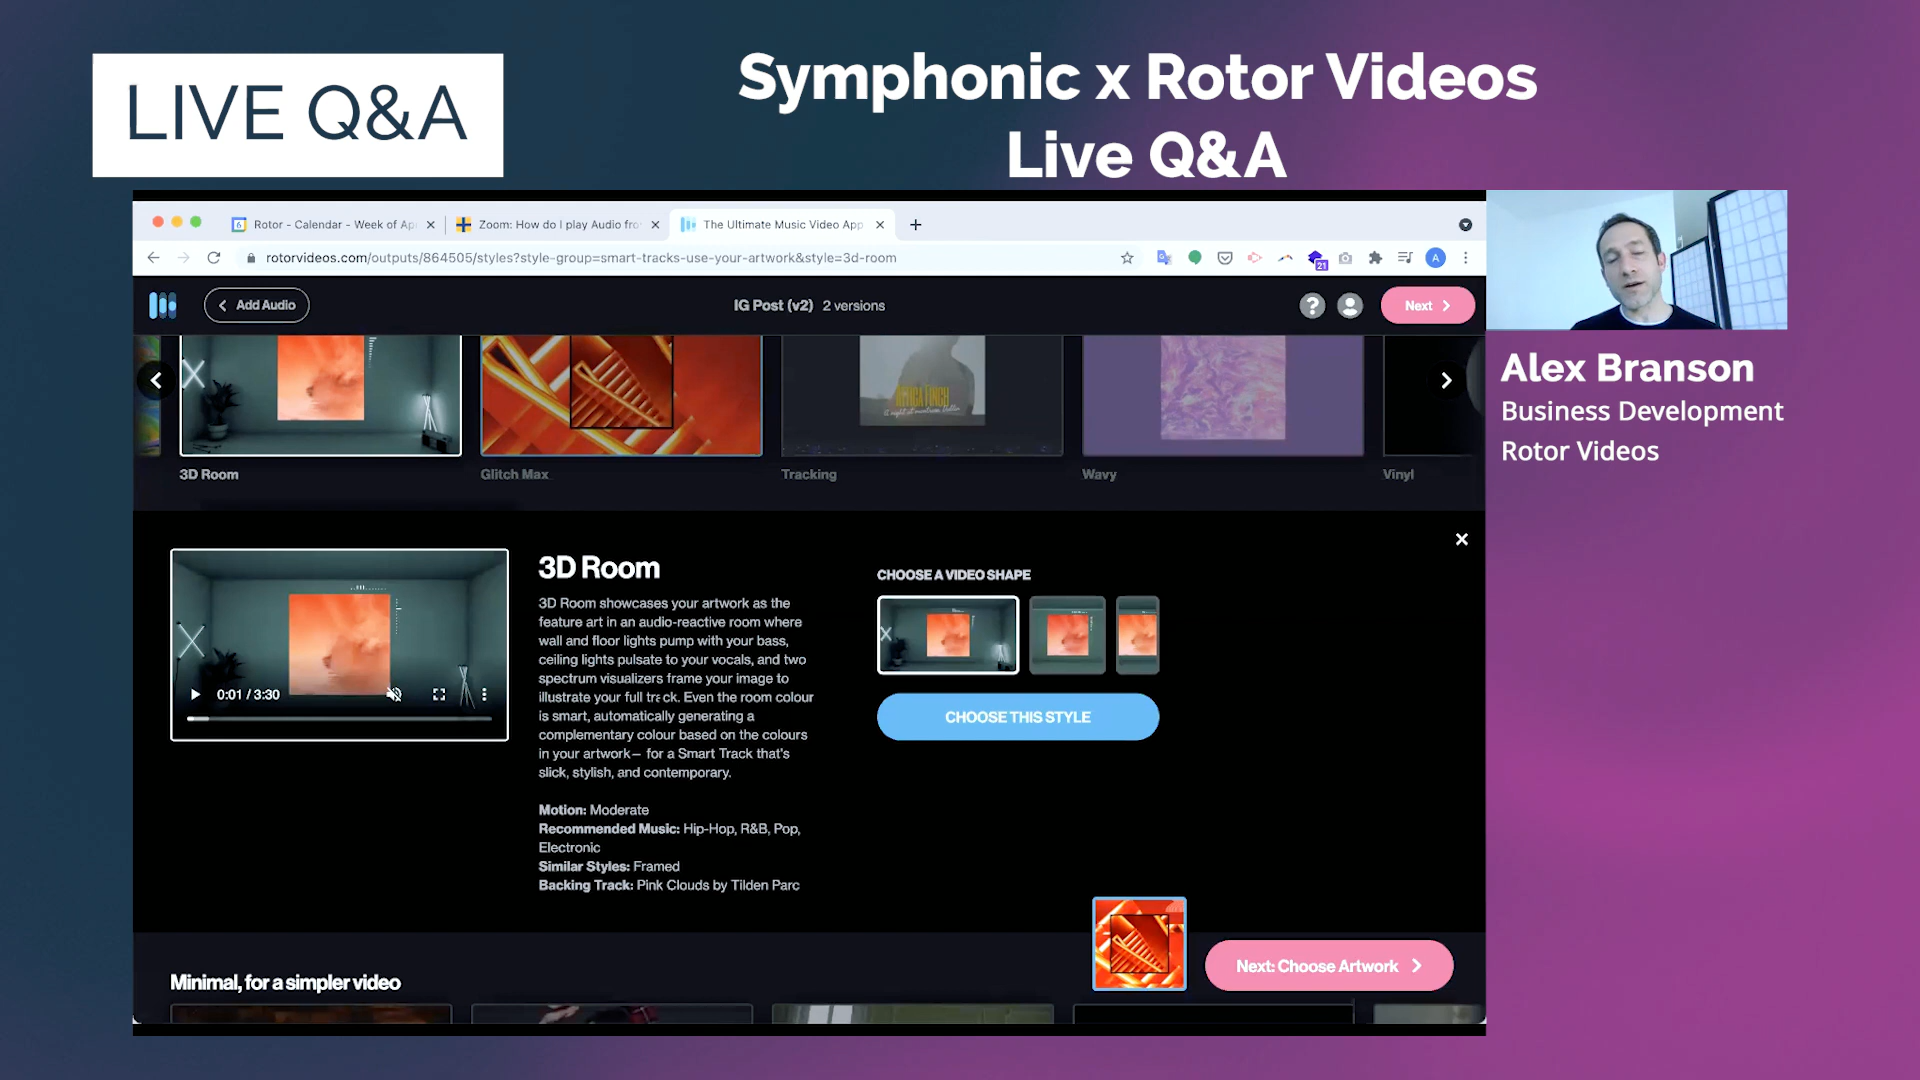 LIVE Q&A
Symphonic x Rotor Videos
Live Q&A
Rotor - Calendar - Week of Ap
Zoom: How do I play Audio fro
The Ultimate Music Video App
rotorvideos.com/outputs/864505/styles?style-group=smart-tracks-use-your-artwork&style=3d-room
21
A
Add Audio
IG Post (v2) 2 versions
?
Next
3D Room
Glitch Max
Tracking
Wavy
Vinyl
Alex Branson
Business Development
Rotor Videos
0:01 / 3:30
3D Room
3D Room showcases your artwork as the
feature art in an audio-reactive room where
wall and floor lights pump with your bass,
ceiling lights pulsate to your vocals, and two
spectrum visualizers frame your image to
illustrate your full track. Even the room colour
is smart, automatically generating a
complementary colour based on the colours
in your artwork— for a Smart Track that's
slick, stylish, and contemporary.
Motion: Moderate
Recommended Music: Hip-Hop, R&B, Pop,
Electronic
Similar Styles: Framed
Backing Track: Pink Clouds by Tilden Parc
CHOOSE A VIDEO SHAPE
CHOOSE THIS STYLE
Next: Choose Artwork
Minimal, for a simpler video